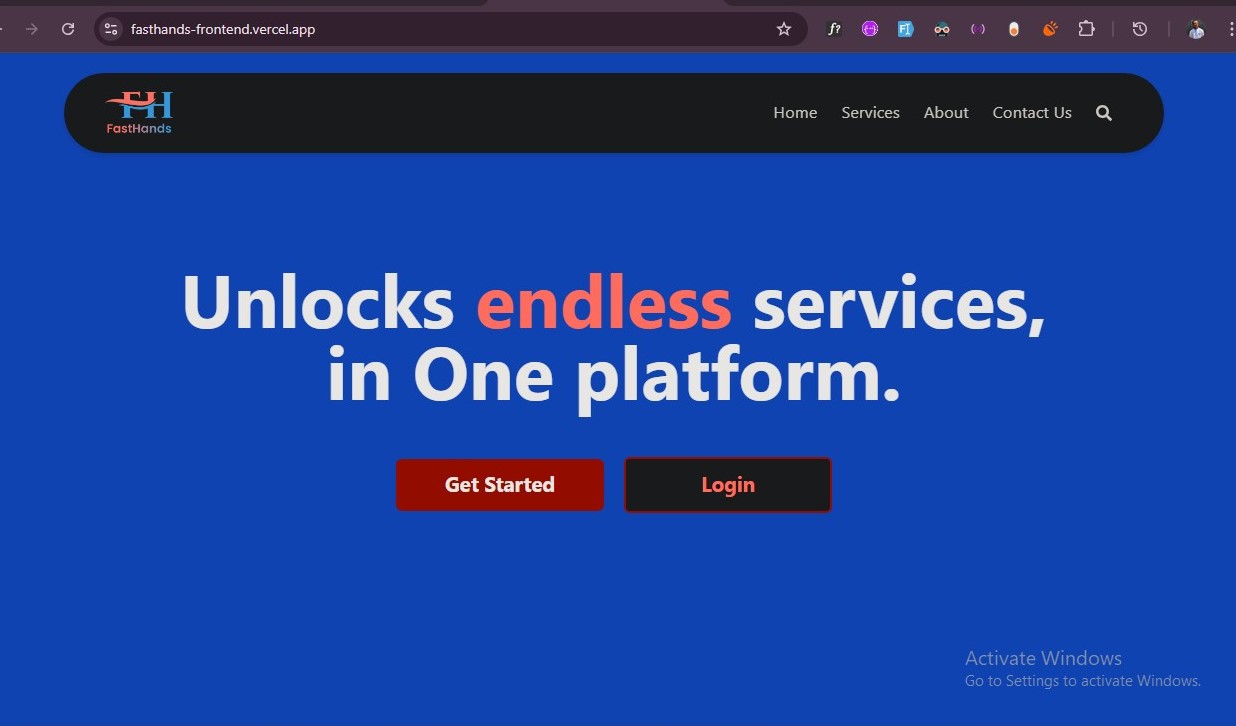 fasthands-frontend.vercel.app
f?
FT
FH
FastHands
Home Services About Contact Us
Unlocks endless services,
in One platform.
Get Started Login
Activate Windows
Go to Settings to activate Windows.